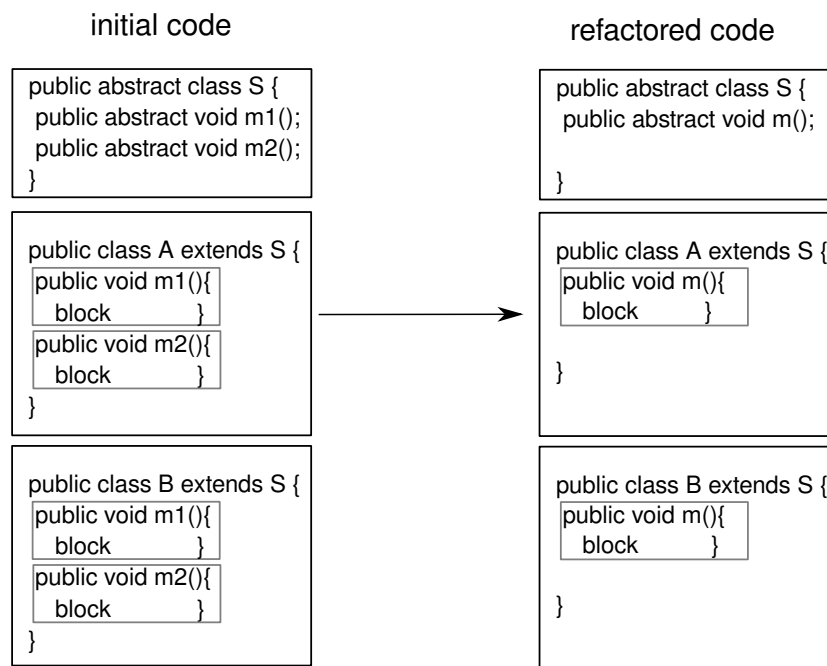 initial code
public abstract class S {
public abstract void m1();
public abstract void m2();
}
public class A extends S {
public void m1(){
block }
public void m2(){
block }
}
public class B extends S {
public void m1(){
block }
public void m2(){
block }
}
refactored code
public abstract class S {
public abstract void m();
}
public class A extends S {
public void m(){
block }
}
public class B extends S {
public void m(){
block }
}